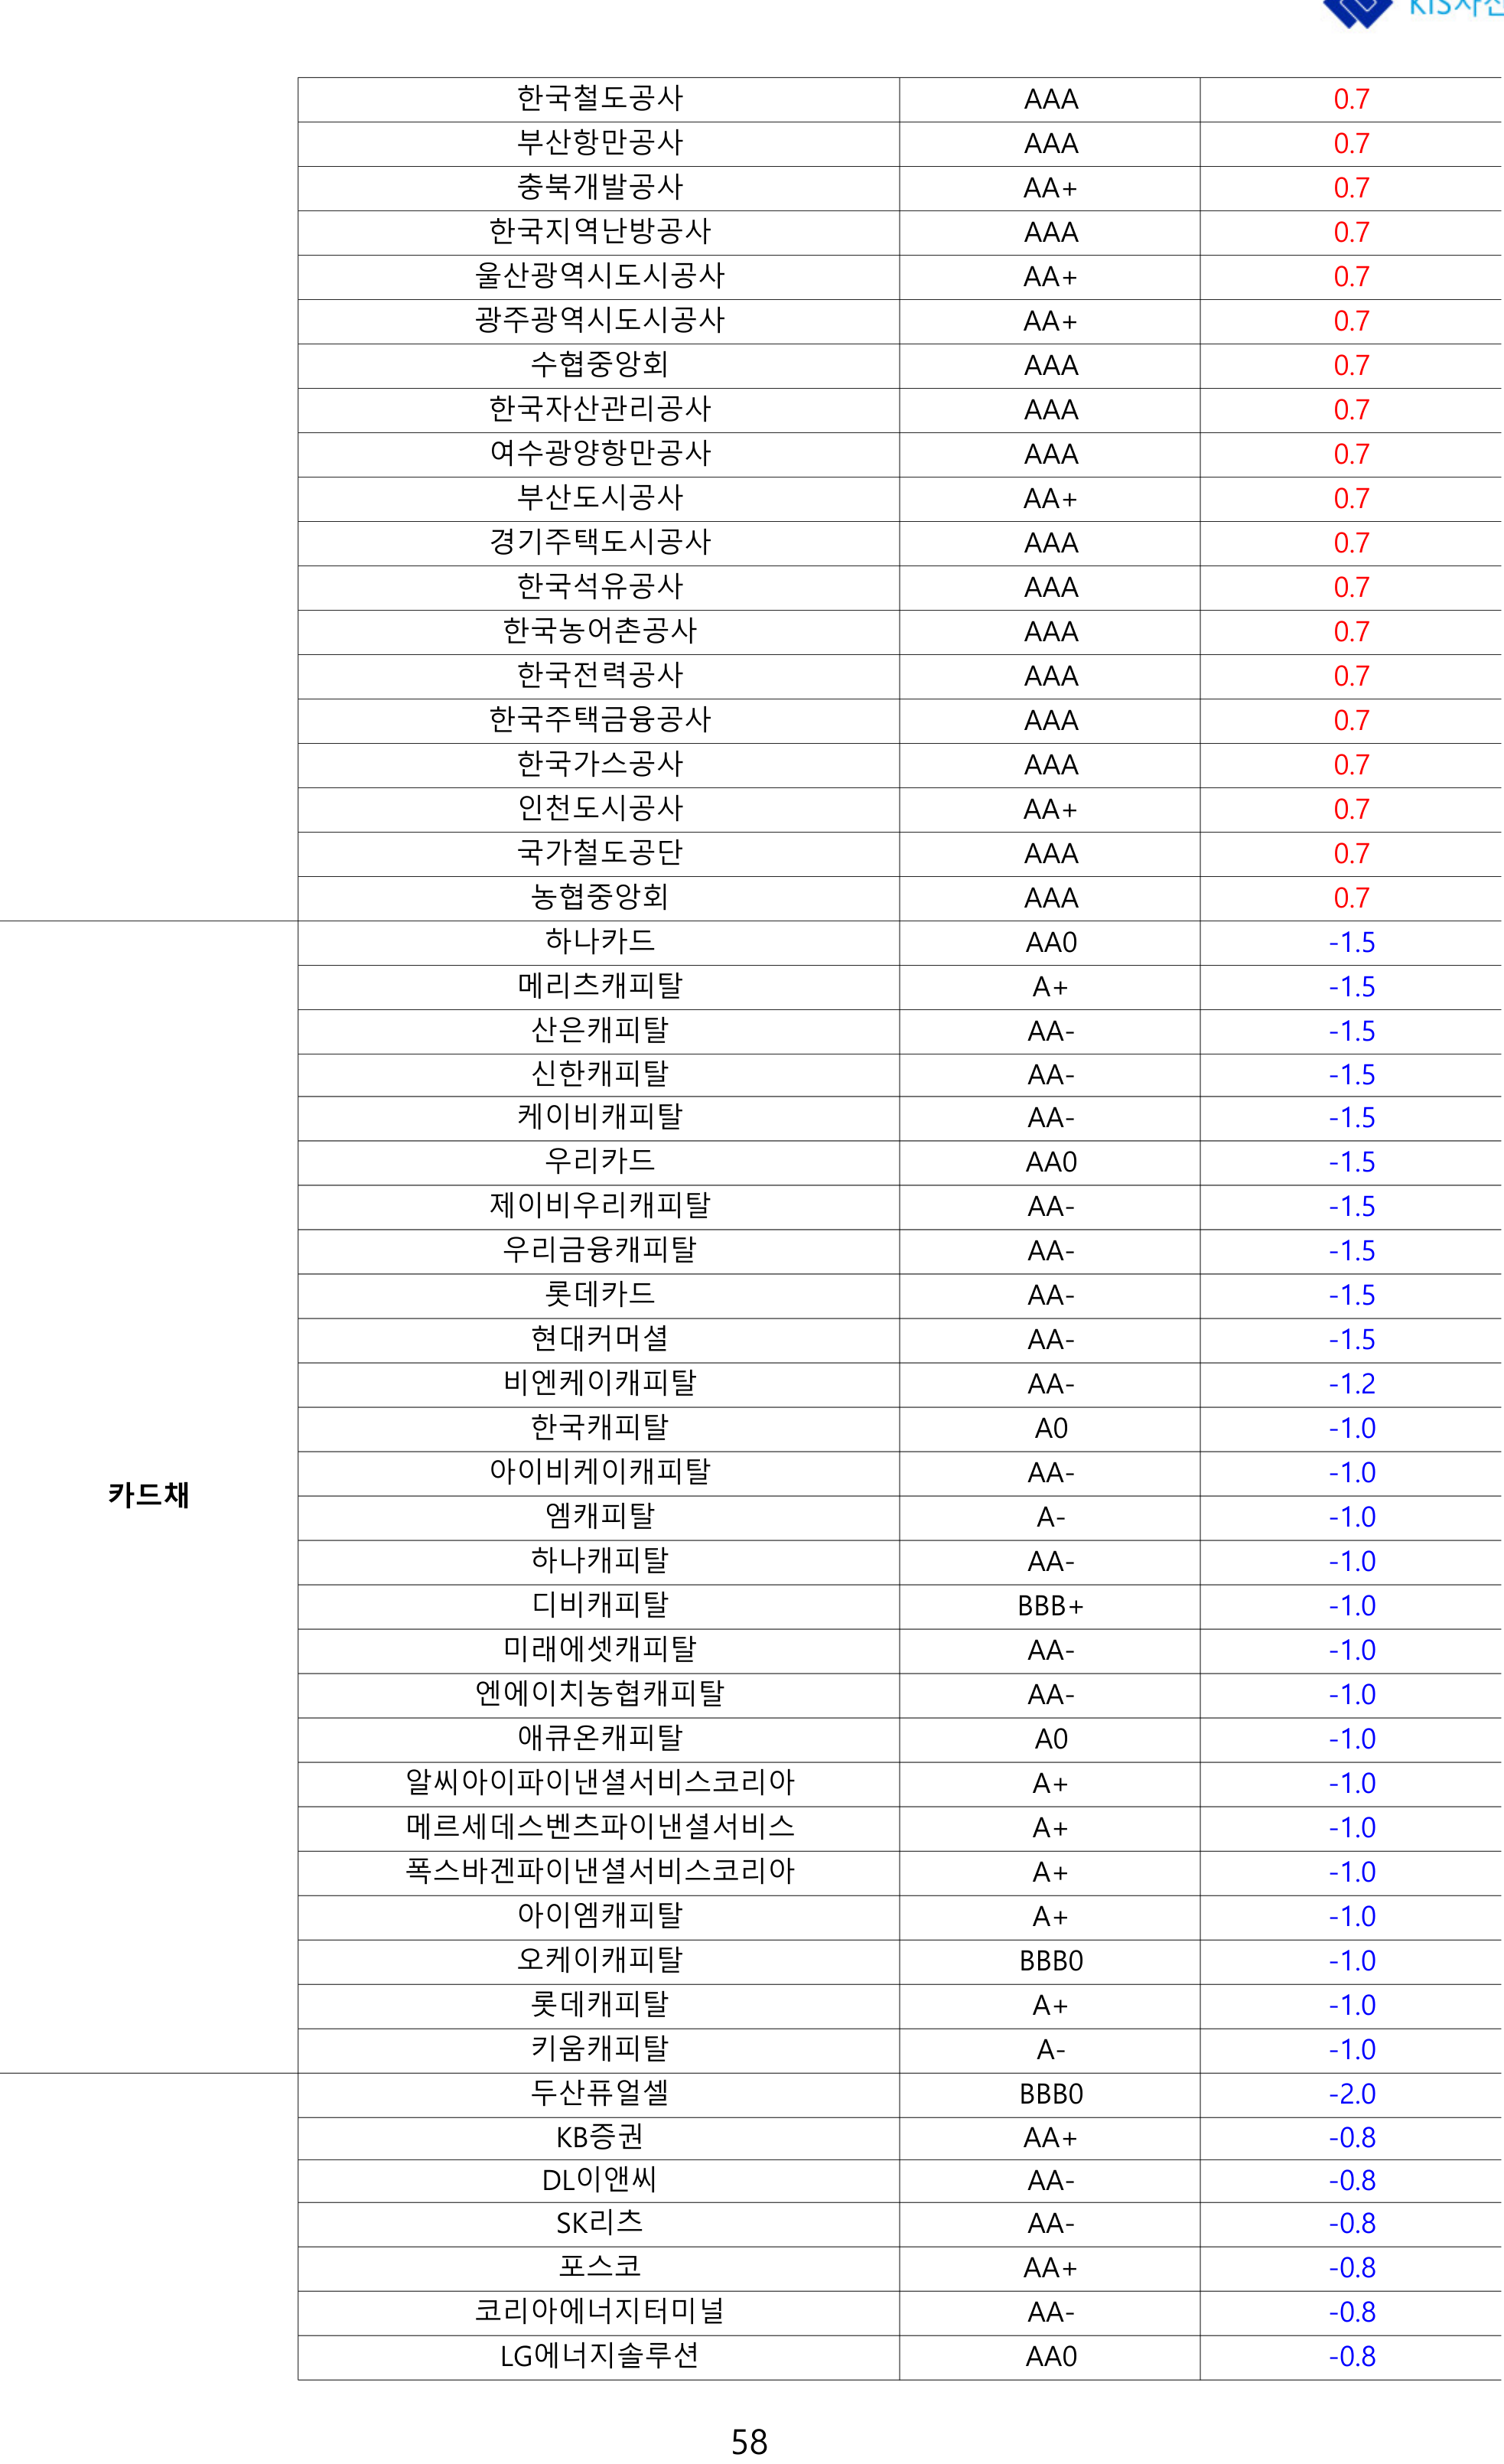 한국철도공사 AAA 0.7
부산항만공사 AAA 0.7
충북개발공사 AA+ 0.7
한국지역난방공사 AAA 0.7
울산광역시도시공사 AA+ 0.7
광주광역시도시공사 AA+ 0.7
수협중앙회 AAA 0.7
한국자산관리공사 AAA 0.7
여수광양항만공사 AAA 0.7
부산도시공사 AA+ 0.7
경기주택도시공사 AAA 0.7
한국석유공사 AAA 0.7
한국농어촌공사 AAA 0.7
한국전력공사 AAA 0.7
한국주택금융공사 AAA 0.7
한국가스공사 AAA 0.7
인천도시공사 AA+ 0.7
국가철도공단 AAA 0.7
농협중앙회 AAA 0.7
하나카드 AA0 -1.5
메리츠캐피탈 A+ -1.5
산은캐피탈 AA- -1.5
신한캐피탈 AA- -1.5
케이비캐피탈 AA- -1.5
우리카드 AA0 -1.5
제이비우리캐피탈 AA- -1.5
우리금융캐피탈 AA- -1.5
롯데카드 AA- -1.5
현대커머셜 AA- -1.5
비엔케이캐피탈 AA- -1.2
한국캐피탈 A0 -1.0
아이비케이캐피탈 AA- -1.0
카드채
엠캐피탈 A- -1.0
하나캐피탈 AA- -1.0
디비캐피탈 BBB+ -1.0
미래에셋캐피탈 AA- -1.0
엔에이치농협캐피탈 AA- -1.0
애큐온캐피탈 A0 -1.0
알씨아이파이낸셜서비스코리아 A+ -1.0
메르세데스벤츠파이낸셜서비스 A+ -1.0
폭스바겐파이낸셜서비스코리아 A+ -1.0
아이엠캐피탈 A+ -1.0
오케이캐피탈 BBB0 -1.0
롯데캐피탈 A+ -1.0
키움캐피탈 A- -1.0
두산퓨얼셀 BBB0 -2.0
KB증권 AA+ -0.8
DL이앤씨 AA- -0.8
SK리츠 AA- -0.8
포스코 AA+ -0.8
코리아에너지터미널 AA- -0.8
LG에너지솔루션 AA0 -0.8
58